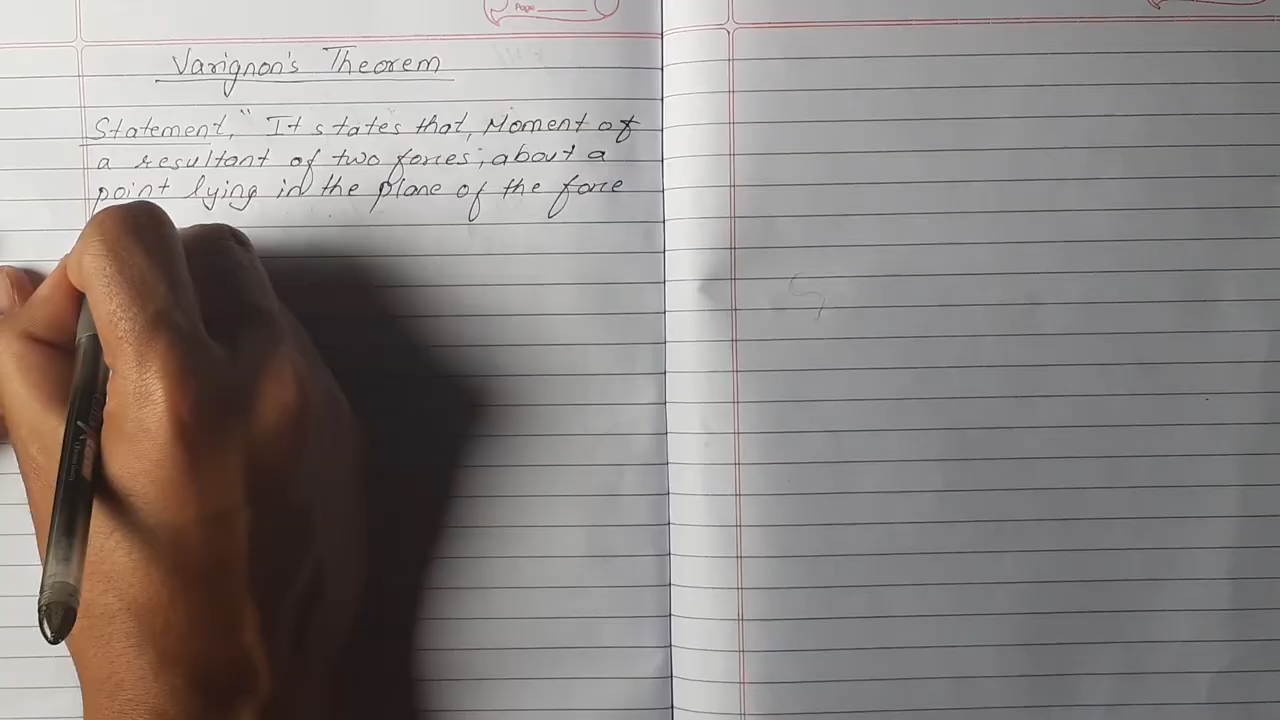 Page
Varignon's Theorem
Statement, " It states that, Moment of
a resultant of two forces, about a
point lying in the plane of the force